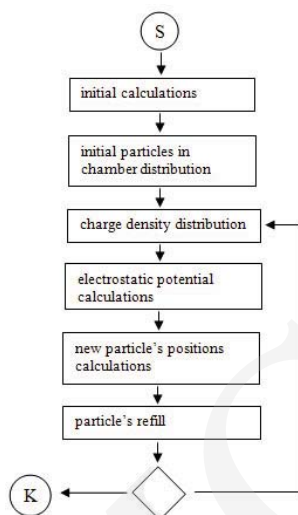 S
initial calculations
initial particles in
chamber distribution
charge density distribution
electrostatic potential
calculations
new particle's positions
calculations
particle's refill
K